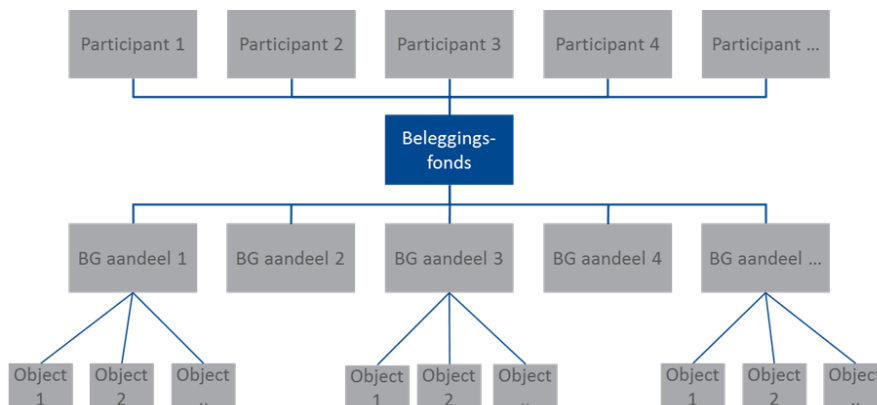 Participant 1
Participant 2
Participant 3
Participant 4
Participant ...
Beleggings-
fonds
BG aandeel 1
BG aandeel 2
BG aandeel 3
BG aandeel 4
BG aandeel ...
Object
1
Object
2
Object
..
Object
1
Object
2
Object
..
Object
1
Object
2
Object
..